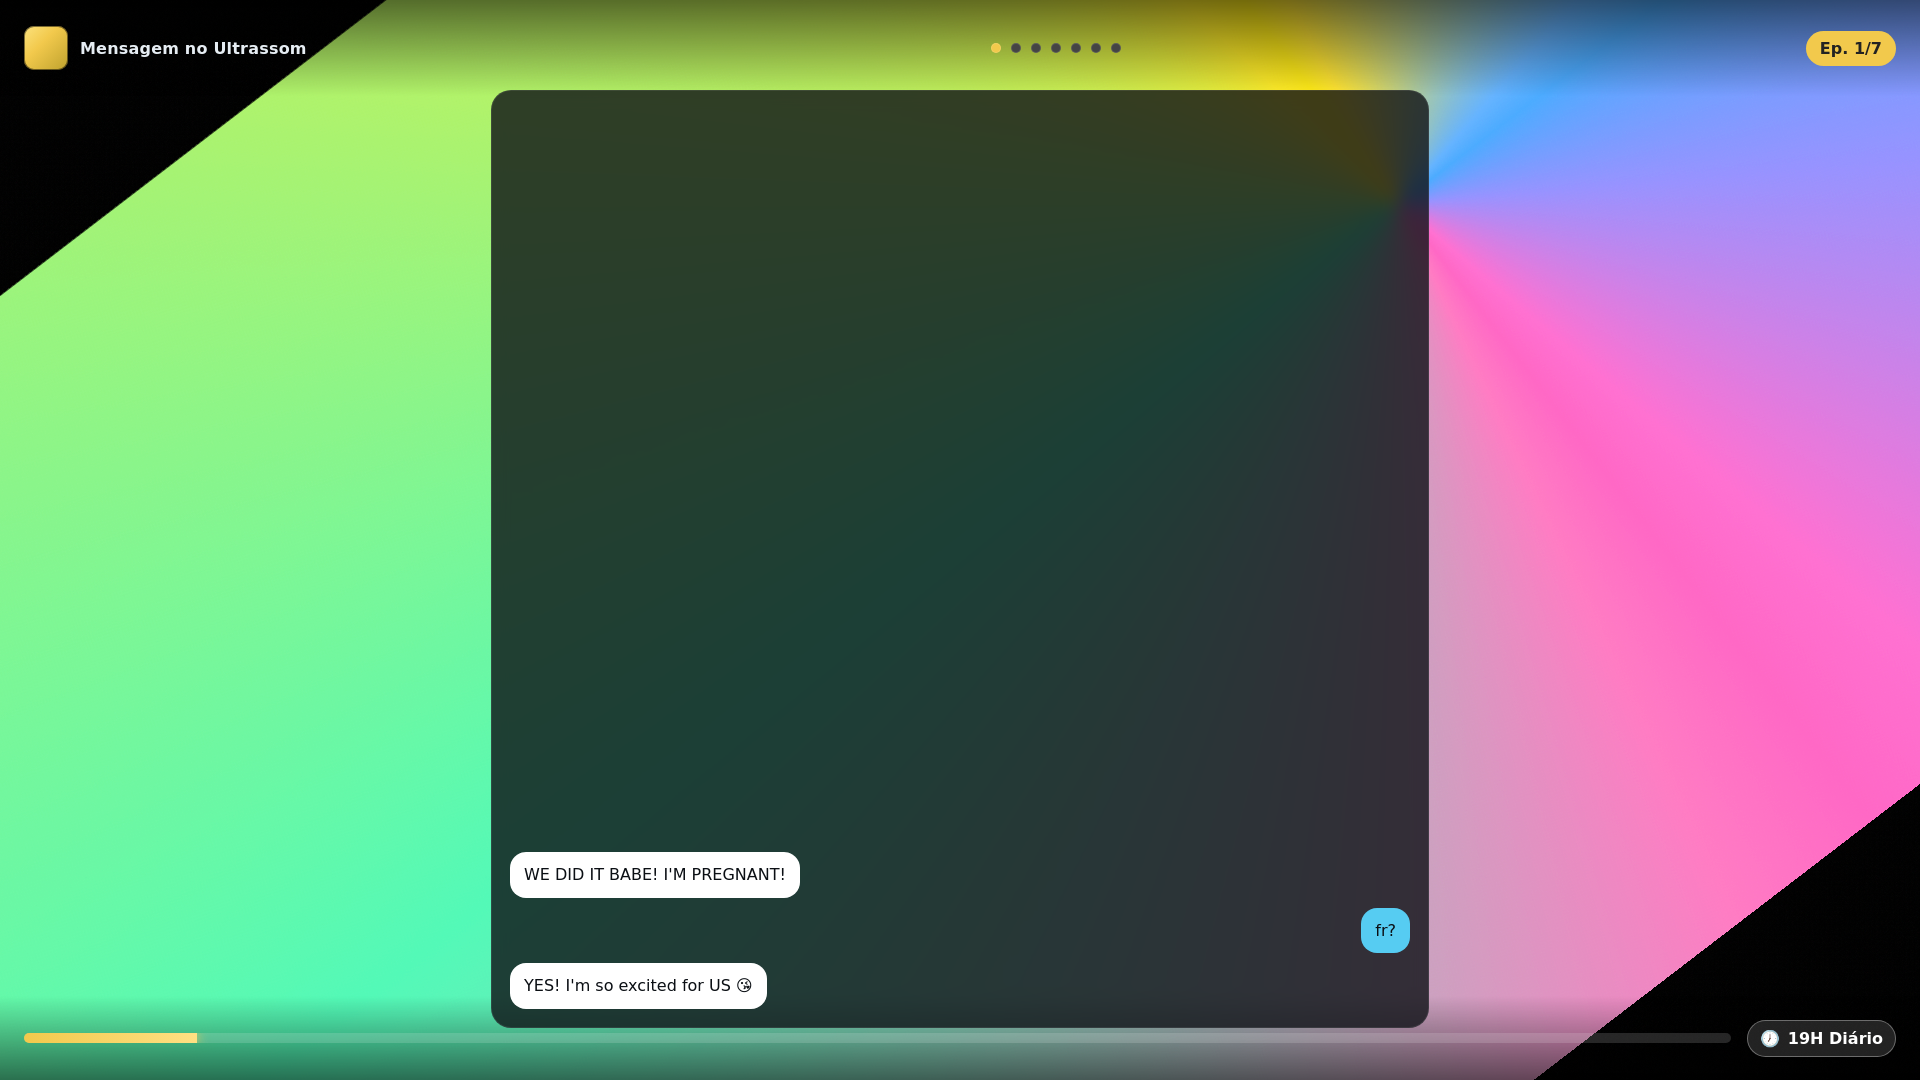 Mensagem no Ultrassom
Ep. 1/7
WE DID IT BABE! I'M PREGNANT!
fr?
YES! I'm so excited for US 😘
19H Diário